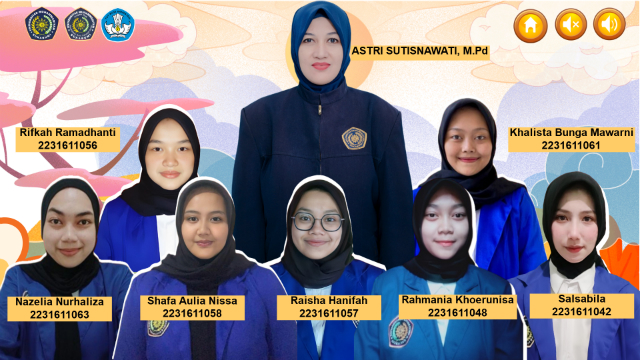 ASTRI SUTISNAWATI, M.Pd
Rifkah Ramadhanti
2231611056
Khalista Bunga Mawarni
2231611061
Nazelia Nurhaliza
2231611063
Shafa Aulia Nissa
2231611058
Raisha Hanifah
2231611057
Rahmania Khoerunisa
2231611048
Salsabila
2231611042